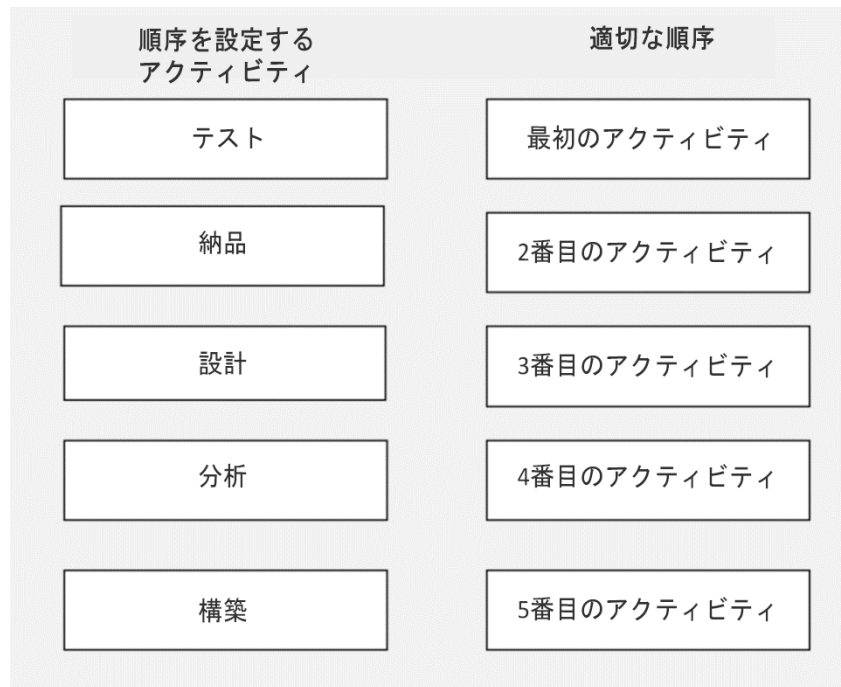 順序を設定する
アクティビティ
適切な順序
テスト
最初のアクティビティ
納品
2番目のアクティビティ
設計
3番目のアクティビティ
分析
4番目のアクティビティ
構築
5番目のアクティビティ